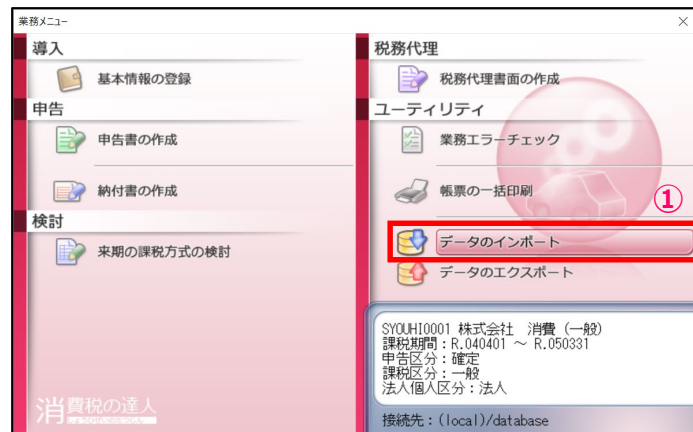 業務メニュー
導入
基本情報の登録
申告
申告書の作成
納付書の作成
検討
来期の課税方式の検討
税務代理
税務代理書面の作成
ユーティリティ
業務エラーチェック
帳票の一括印刷
①
データのインポート
データのエクスポート
SYOUHI0001 株式会社 消費（一般）
課税期間：R.040401 ～ R.050331
申告区分：確定
課税区分：一般
法人個人区分：法人
接続先：(local)/database
消費税の達人